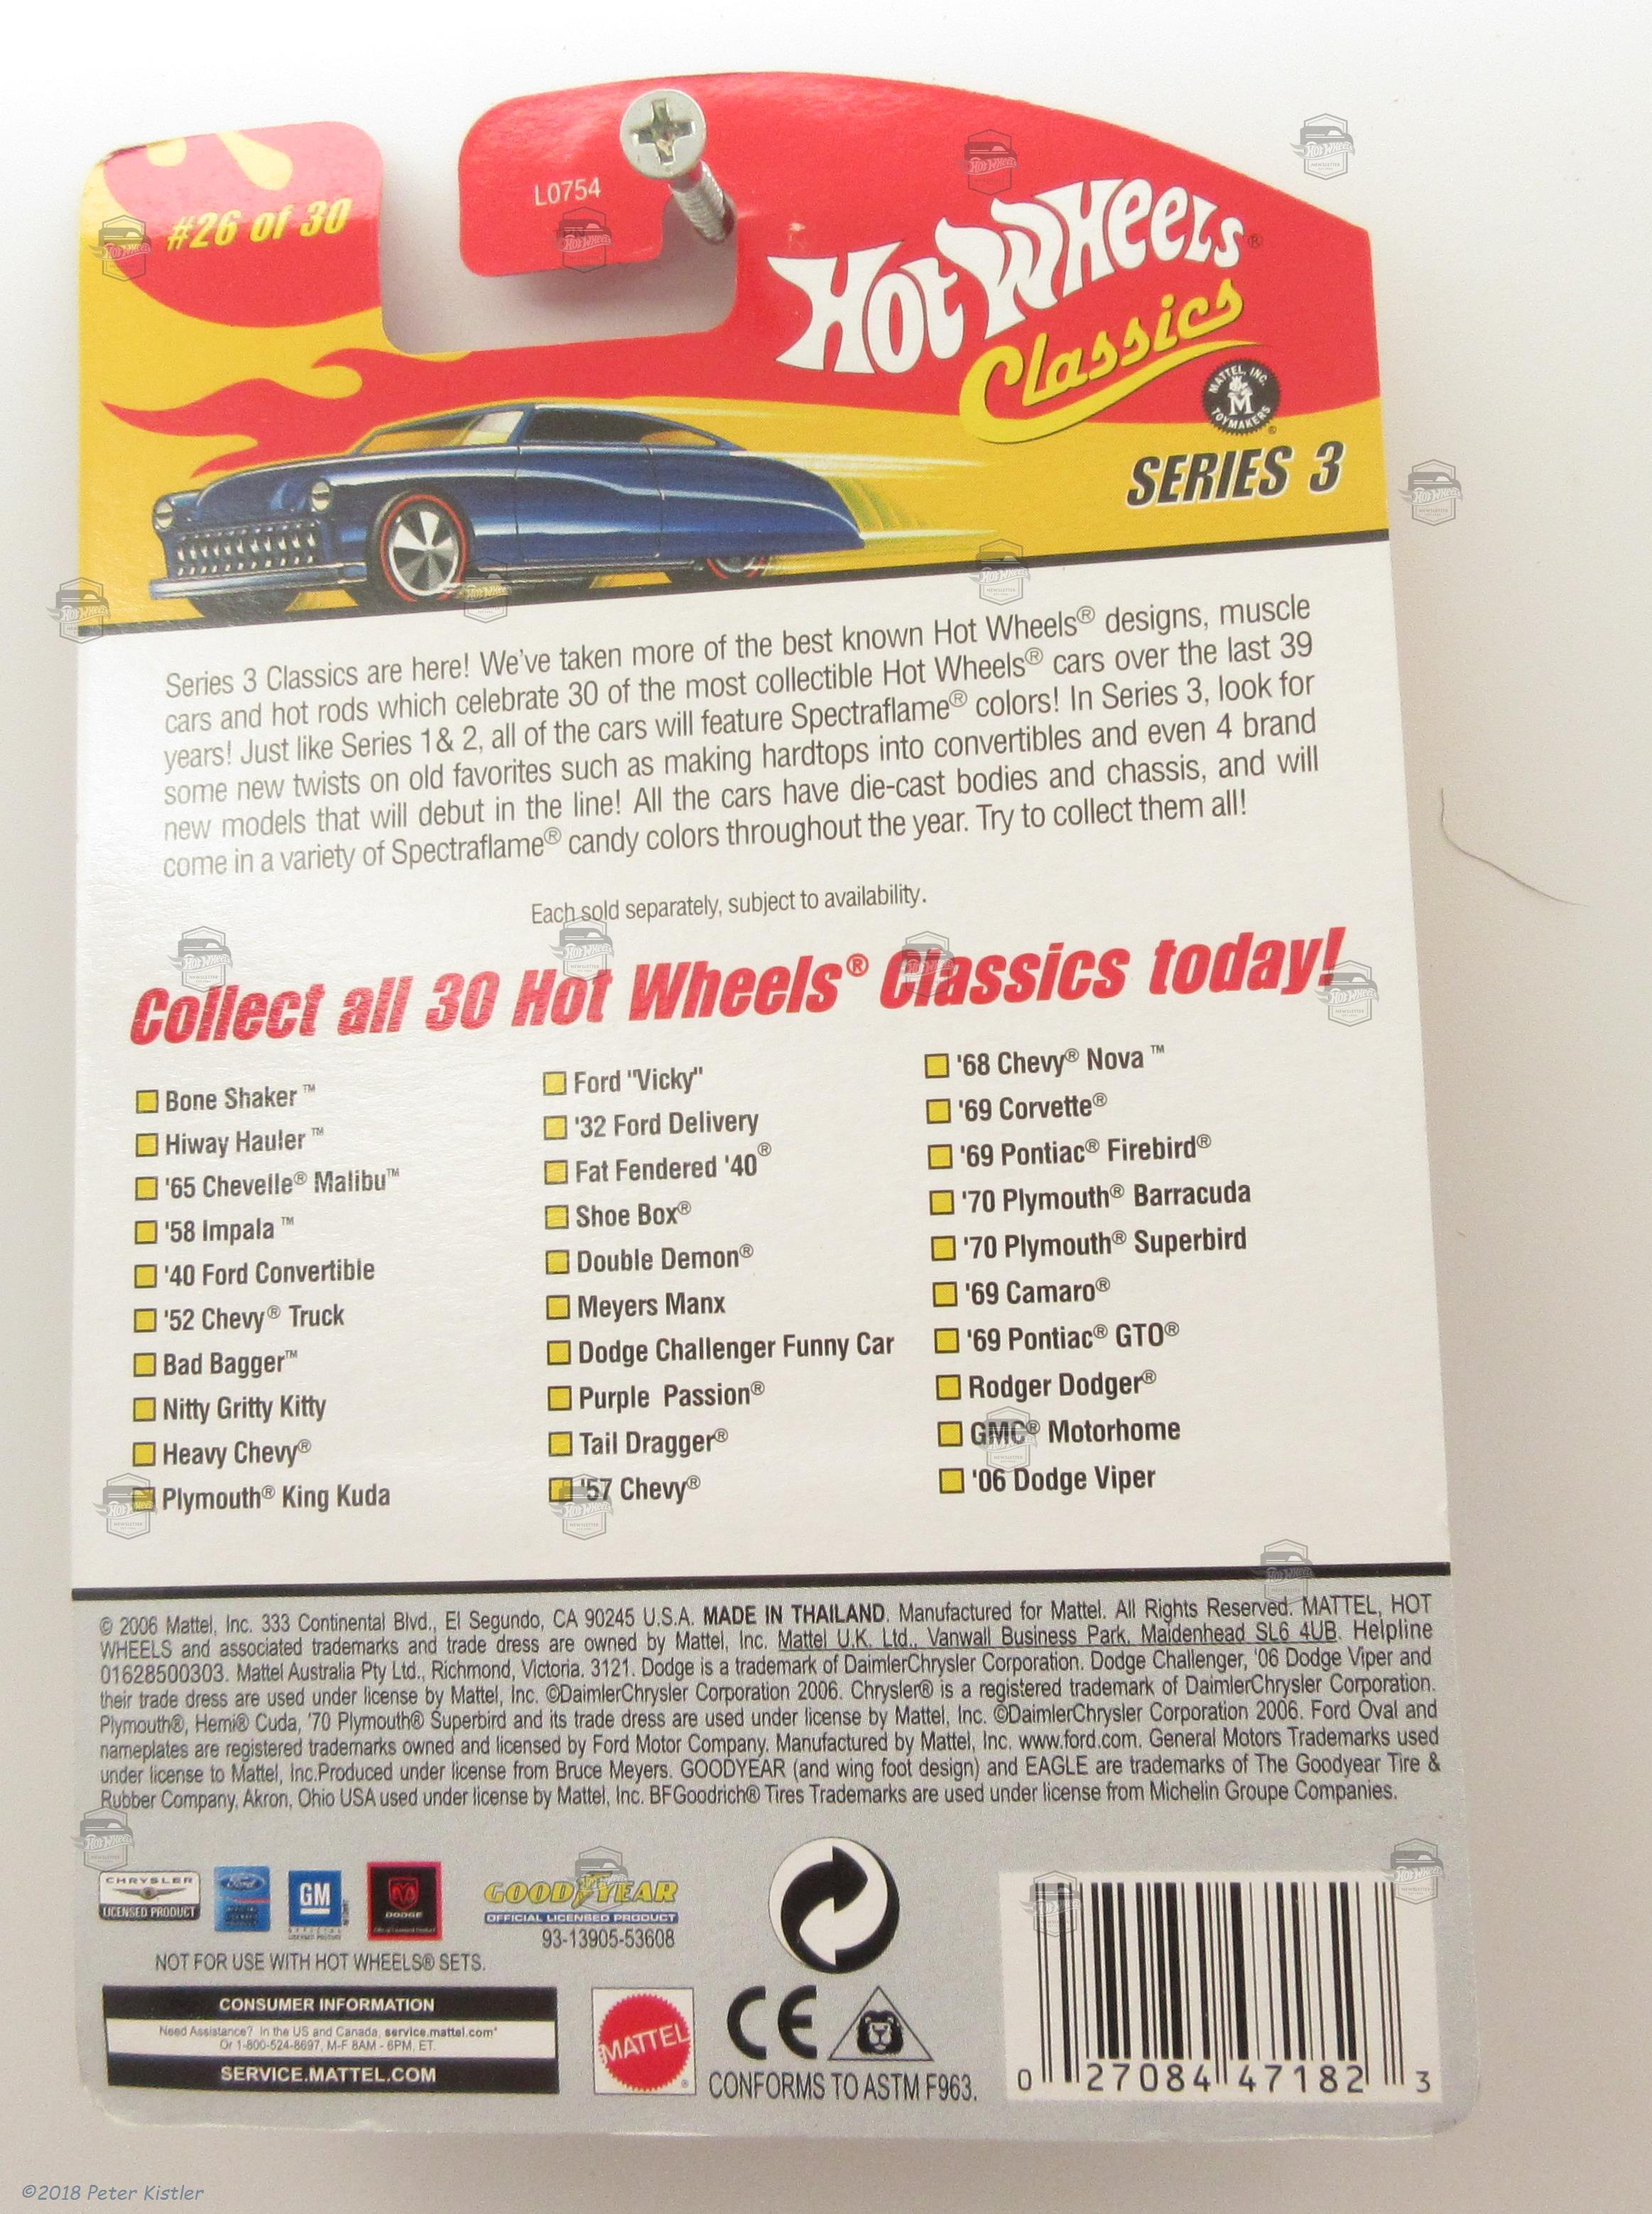 #26 of 30
L0754
Hot Wheels®
Classics
MATTEL, INC.
M
TOYMAKERS
®
SERIES 3
Series 3 Classics are here! We've taken more of the best known Hot Wheels® designs, muscle
cars and hot rods which celebrate 30 of the most collectible Hot Wheels® cars over the last 39
years! Just like Series 1& 2, all of the cars will feature Spectraflame® colors! In Series 3, look for
some new twists on old favorites such as making hardtops into convertibles and even 4 brand
new models that will debut in the line! All the cars have die-cast bodies and chassis, and will
come in a variety of Spectraflame® candy colors throughout the year. Try to collect them all!
Each sold separately, subject to availability.
Collect all 30 Hot Wheels® Classics today!
Bone Shaker™
Hiway Hauler™
'65 Chevelle® Malibu™
'58 Impala™
'40 Ford Convertible
'52 Chevy® Truck
Bad Bagger™
Nitty Gritty Kitty
Heavy Chevy®
Plymouth® King Kuda
Ford "Vicky"
'32 Ford Delivery
Fat Fendered '40®
Shoe Box®
Double Demon®
Meyers Manx
Dodge Challenger Funny Car
Purple Passion®
Tail Dragger®
'57 Chevy®
'68 Chevy® Nova™
'69 Corvette®
'69 Pontiac® Firebird®
'70 Plymouth® Barracuda
'70 Plymouth® Superbird
'69 Camaro®
'69 Pontiac® GTO®
Rodger Dodger®
GMC® Motorhome
'06 Dodge Viper
© 2006 Mattel, Inc. 333 Continental Blvd., El Segundo, CA 90245 U.S.A. MADE IN THAILAND. Manufactured for Mattel. All Rights Reserved. MATTEL, HOT
WHEELS and associated trademarks and trade dress are owned by Mattel, Inc. Mattel U.K. Ltd., Vanwall Business Park, Maidenhead SL6 4UB. Helpline
01628500303. Mattel Australia Pty Ltd., Richmond, Victoria. 3121. Dodge is a trademark of DaimlerChrysler Corporation. Dodge Challenger, '06 Dodge Viper and
their trade dress are used under license by Mattel, Inc. ©DaimlerChrysler Corporation 2006. Chrysler® is a registered trademark of DaimlerChrysler Corporation.
Plymouth®, Hemi® Cuda, '70 Plymouth® Superbird and its trade dress are used under license by Mattel, Inc. ©DaimlerChrysler Corporation 2006. Ford Oval and
nameplates are registered trademarks owned and licensed by Ford Motor Company. Manufactured by Mattel, Inc. www.ford.com. General Motors Trademarks used
under license to Mattel, Inc.Produced under license from Bruce Meyers. GOODYEAR (and wing foot design) and EAGLE are trademarks of The Goodyear Tire &
Rubber Company, Akron, Ohio USA used under license by Mattel, Inc. BFGoodrich® Tires Trademarks are used under license from Michelin Groupe Companies.
CHRYSLER
LICENSED PRODUCT
Ford
GM
DODGE
GOODYEAR
OFFICIAL LICENSED PRODUCT
93-13905-53608
NOT FOR USE WITH HOT WHEELS® SETS.
CONSUMER INFORMATION
Need Assistance? In the US and Canada, service.mattel.com*
Or 1-800-524-8697, M-F 8AM - 6PM, ET.
SERVICE.MATTEL.COM
MATTEL
®
CE
CONFORMS TO ASTM F963.
0 27084 47182 3
©2018 Peter Kistler